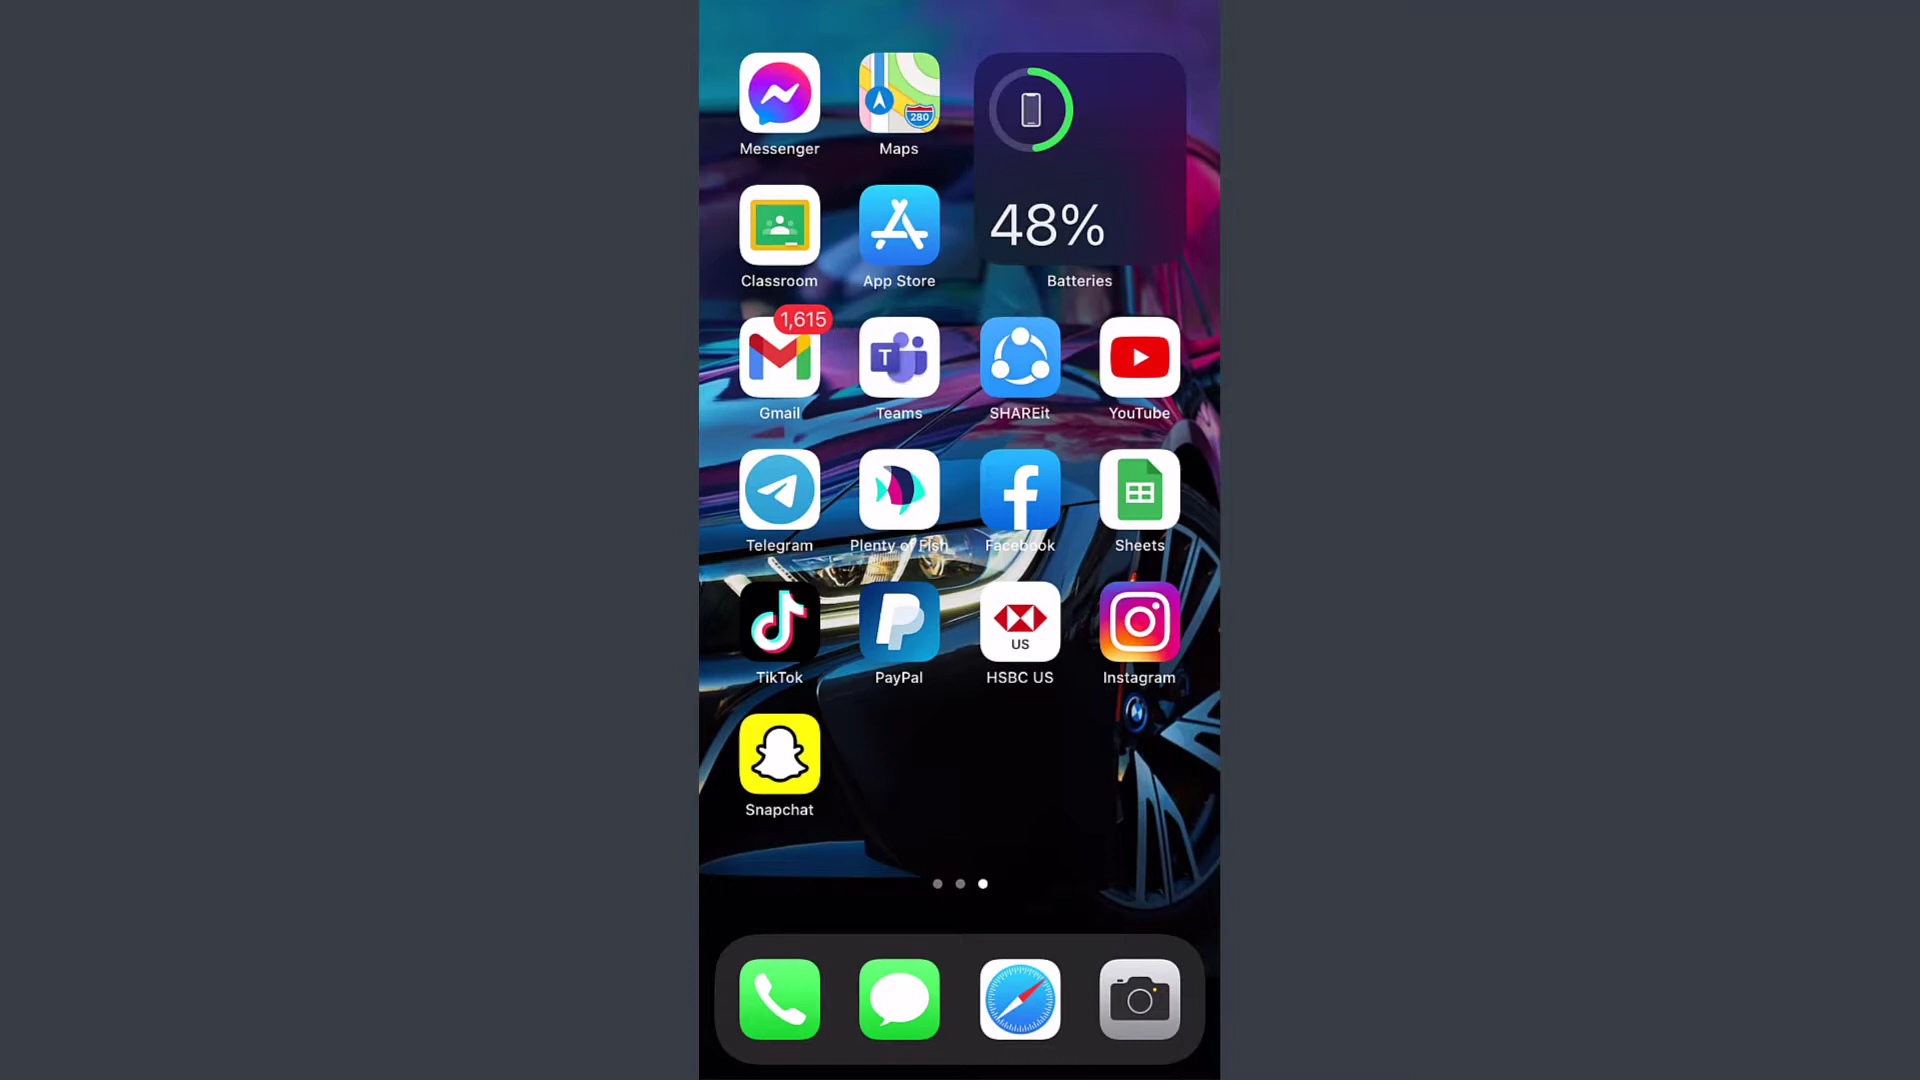 280
Messenger
Maps
48%
Classroom
App Store
Batteries
1,615
Gmail
T
Teams
SHAREit
YouTube
Telegram
Plenty of Fish
Facebook
Sheets
US
TikTok
PayPal
HSBC US
Instagram
Snapchat